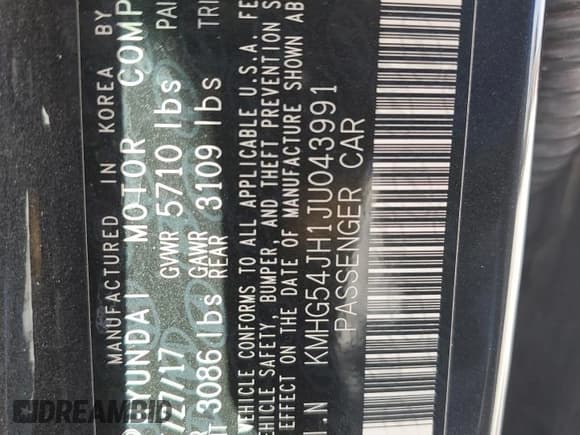 MANUFACTURED IN KOREA BY
HYUNDAI MOTOR COMP
/17 GVWR 5710 lbs PAI
3086 lbs GAWR REAR 3109 lbs TRI
VEHICLE CONFORMS TO ALL APPLICABLE U.S.A. FE
VEHICLE SAFETY, BUMPER, AND THEFT PREVENTION S
EFFECT ON THE DATE OF MANUFACTURE SHOWN AB
I.N KMHG54JH1JU043991
PASSENGER CAR
DREAMBID